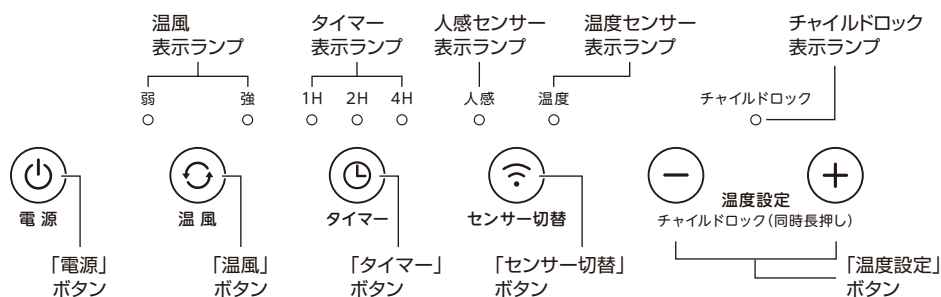 温風
表示ランプ
タイマー
表示ランプ
人感センサー
表示ランプ
温度センサー
表示ランプ
チャイルドロック
表示ランプ
弱
強
1H
2H
4H
人感
温度
チャイルドロック
電源
温風
タイマー
センサー切替
温度設定
チャイルドロック(同時長押し)
「電源」
ボタン
「温風」
ボタン
「タイマー」
ボタン
「センサー切替」
ボタン
「温度設定」
ボタン